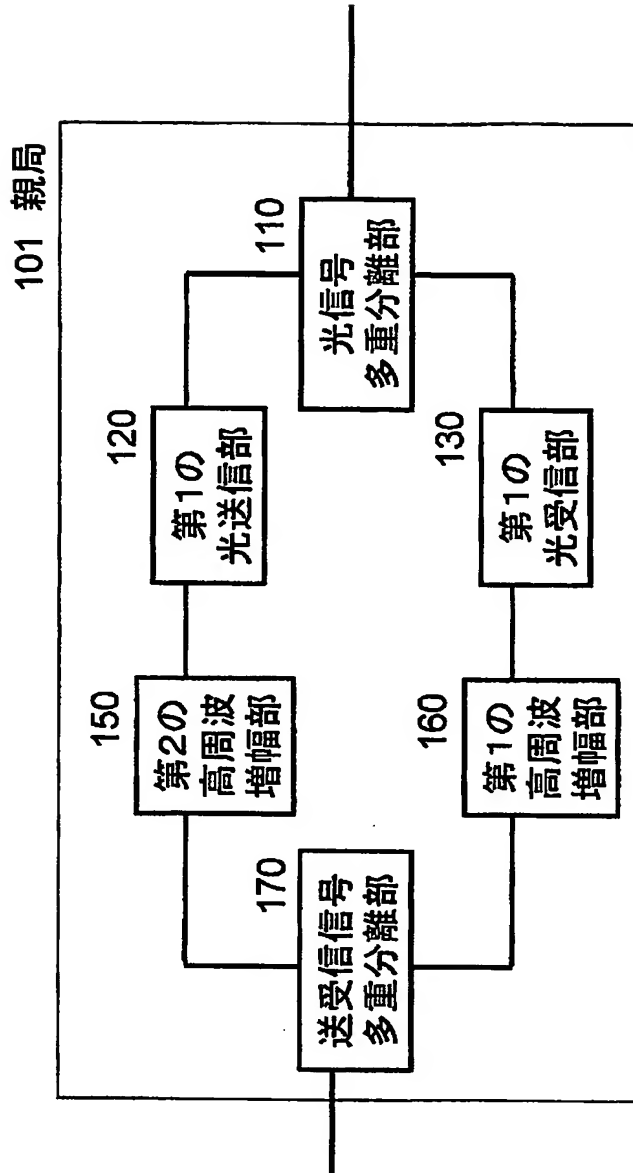 101 親局
170
送受信信号
多重分離部
150
第2の
高周波
増幅部
120
第1の
光送信部
110
光信号
多重分離部
160
第1の
高周波
増幅部
130
第1の
光受信部